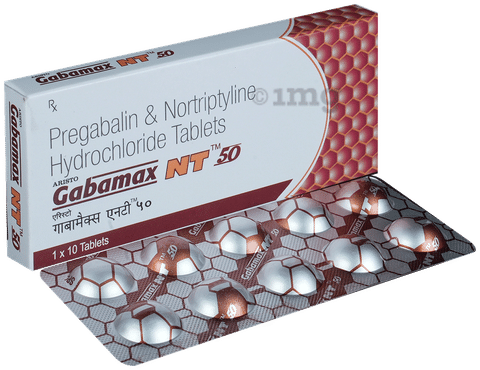 Rx
Pregabalin & Nortriptyline
Hydrochloride Tablets
ARISTO
Gabamax NT™ 50
एरिस्टो
गाबामैक्स एनटी™ ५०
1 x 10 Tablets
Gabamax NT 50
©1mg